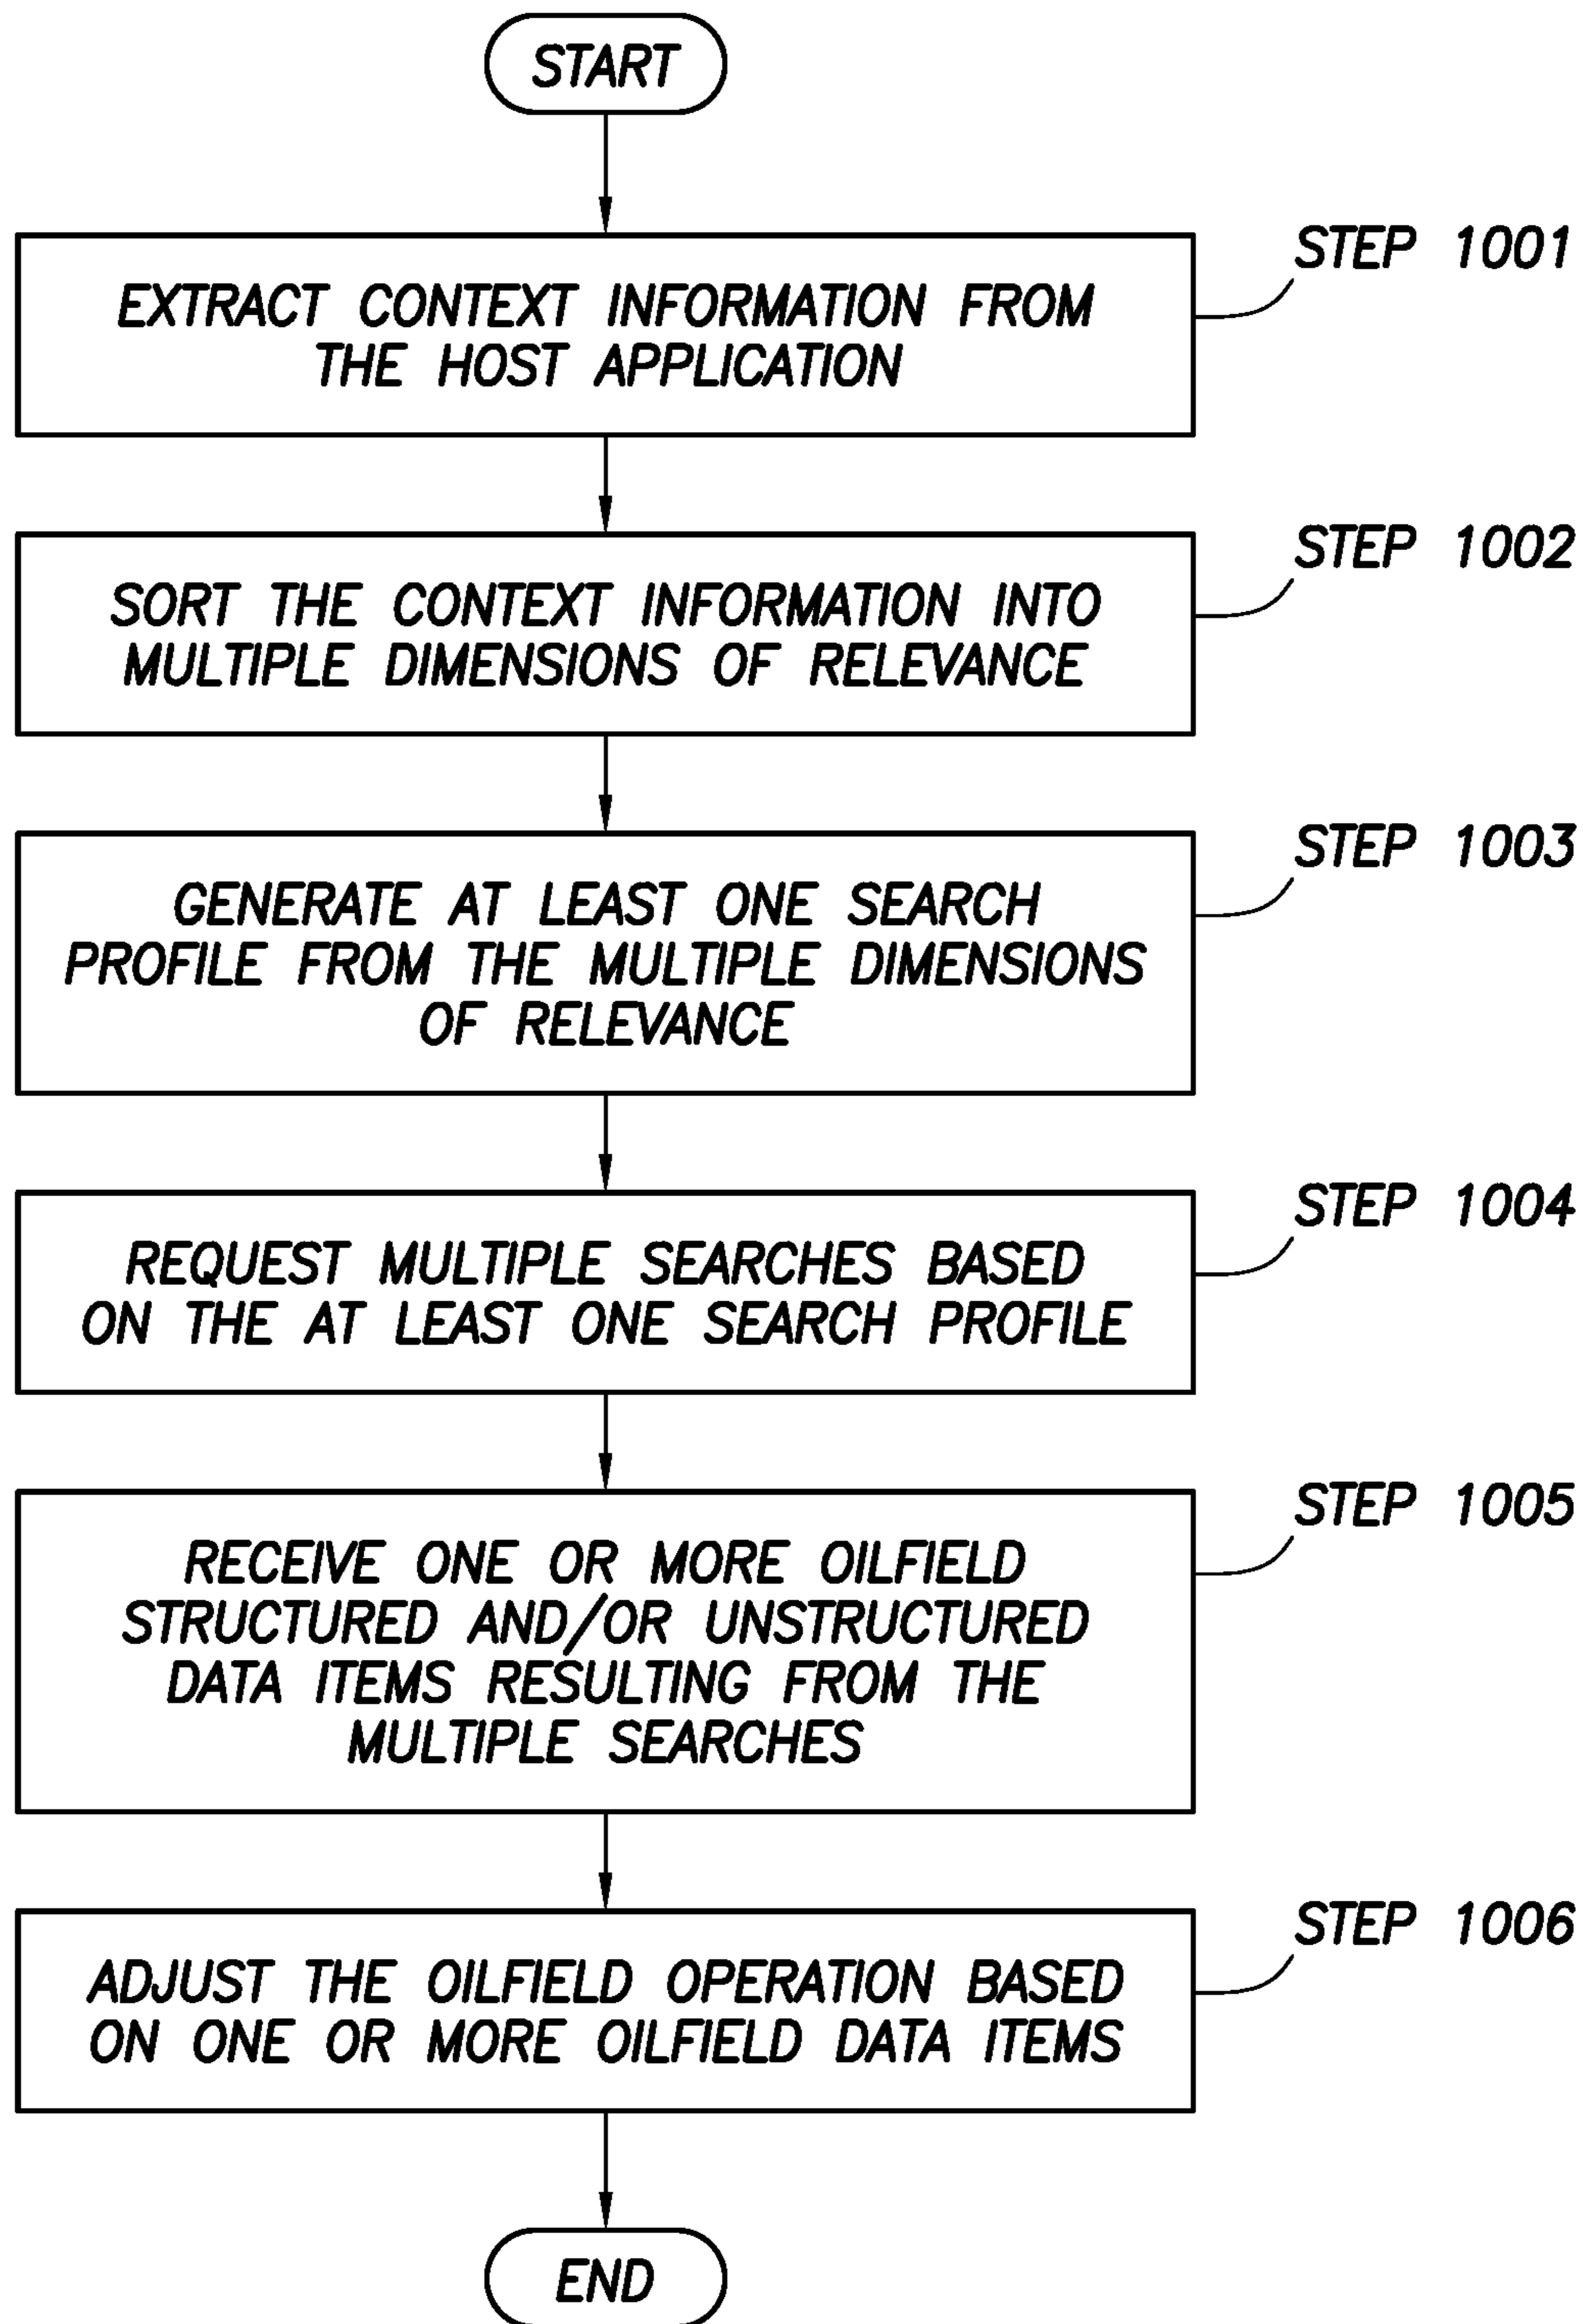 START
STEP 1001
EXTRACT CONTEXT INFORMATION FROM
THE HOST APPLICATION
STEP 1002
SORT THE CONTEXT INFORMATION INTO
MULTIPLE DIMENSIONS OF RELEVANCE
STEP 1003
GENERATE AT LEAST ONE SEARCH
PROFILE FROM THE MULTIPLE DIMENSIONS
OF RELEVANCE
STEP 1004
REQUEST MULTIPLE SEARCHES BASED
ON THE AT LEAST ONE SEARCH PROFILE
STEP 1005
RECEIVE ONE OR MORE OILFIELD
STRUCTURED AND/OR UNSTRUCTURED
DATA ITEMS RESULTING FROM THE
MULTIPLE SEARCHES
STEP 1006
ADJUST THE OILFIELD OPERATION BASED
ON ONE OR MORE OILFIELD DATA ITEMS
END